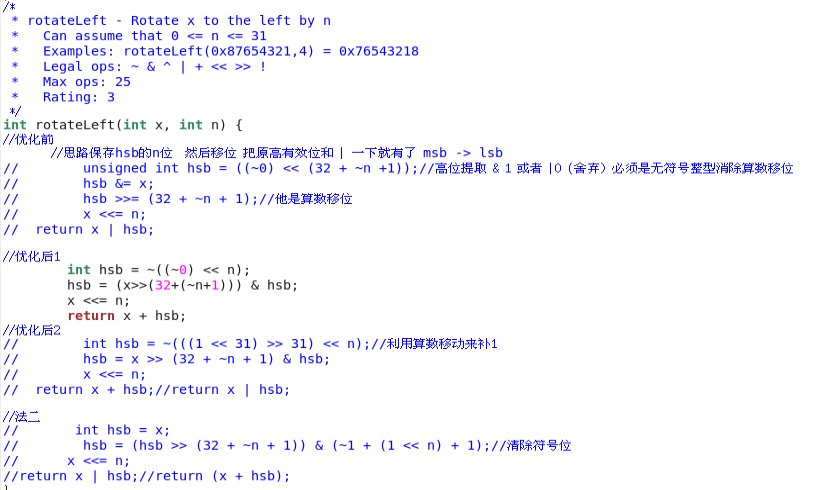 /*
 * rotateLeft - Rotate x to the left by n
 *   Can assume that 0 <= n <= 31
 *   Examples: rotateLeft(0x87654321,4) = 0x76543218
 *   Legal ops: ~ & ^ | + << >> !
 *   Max ops: 25
 *   Rating: 3
 */
int rotateLeft(int x, int n) {
//优化前
      //思路保存hsb的n位  然后移位 把原高有效位和 | 一下就有了 msb -> lsb
//        unsigned int hsb = ((~0) << (32 + ~n +1));//高位提取 & 1 或者 |0（舍弃）必须是无符号整型消除算数移位
//        hsb &= x;
//        hsb >>= (32 + ~n + 1);//他是算数移位
//        x <<= n;
//  return x | hsb;

//优化后1
        int hsb = ~((~0) << n);
        hsb = (x>>(32+(~n+1))) & hsb;
        x <<= n;
        return x + hsb;
//优化后2
//        int hsb = ~(((1 << 31) >> 31) << n);//利用算数移动来补1
//        hsb = x >> (32 + ~n + 1) & hsb;
//        x <<= n;
//  return x + hsb;//return x | hsb;

//法二
//       int hsb = x;
//        hsb = (hsb >> (32 + ~n + 1)) & (~1 + (1 << n) + 1);//清除符号位
//      x <<= n;
//return x | hsb;//return (x + hsb);